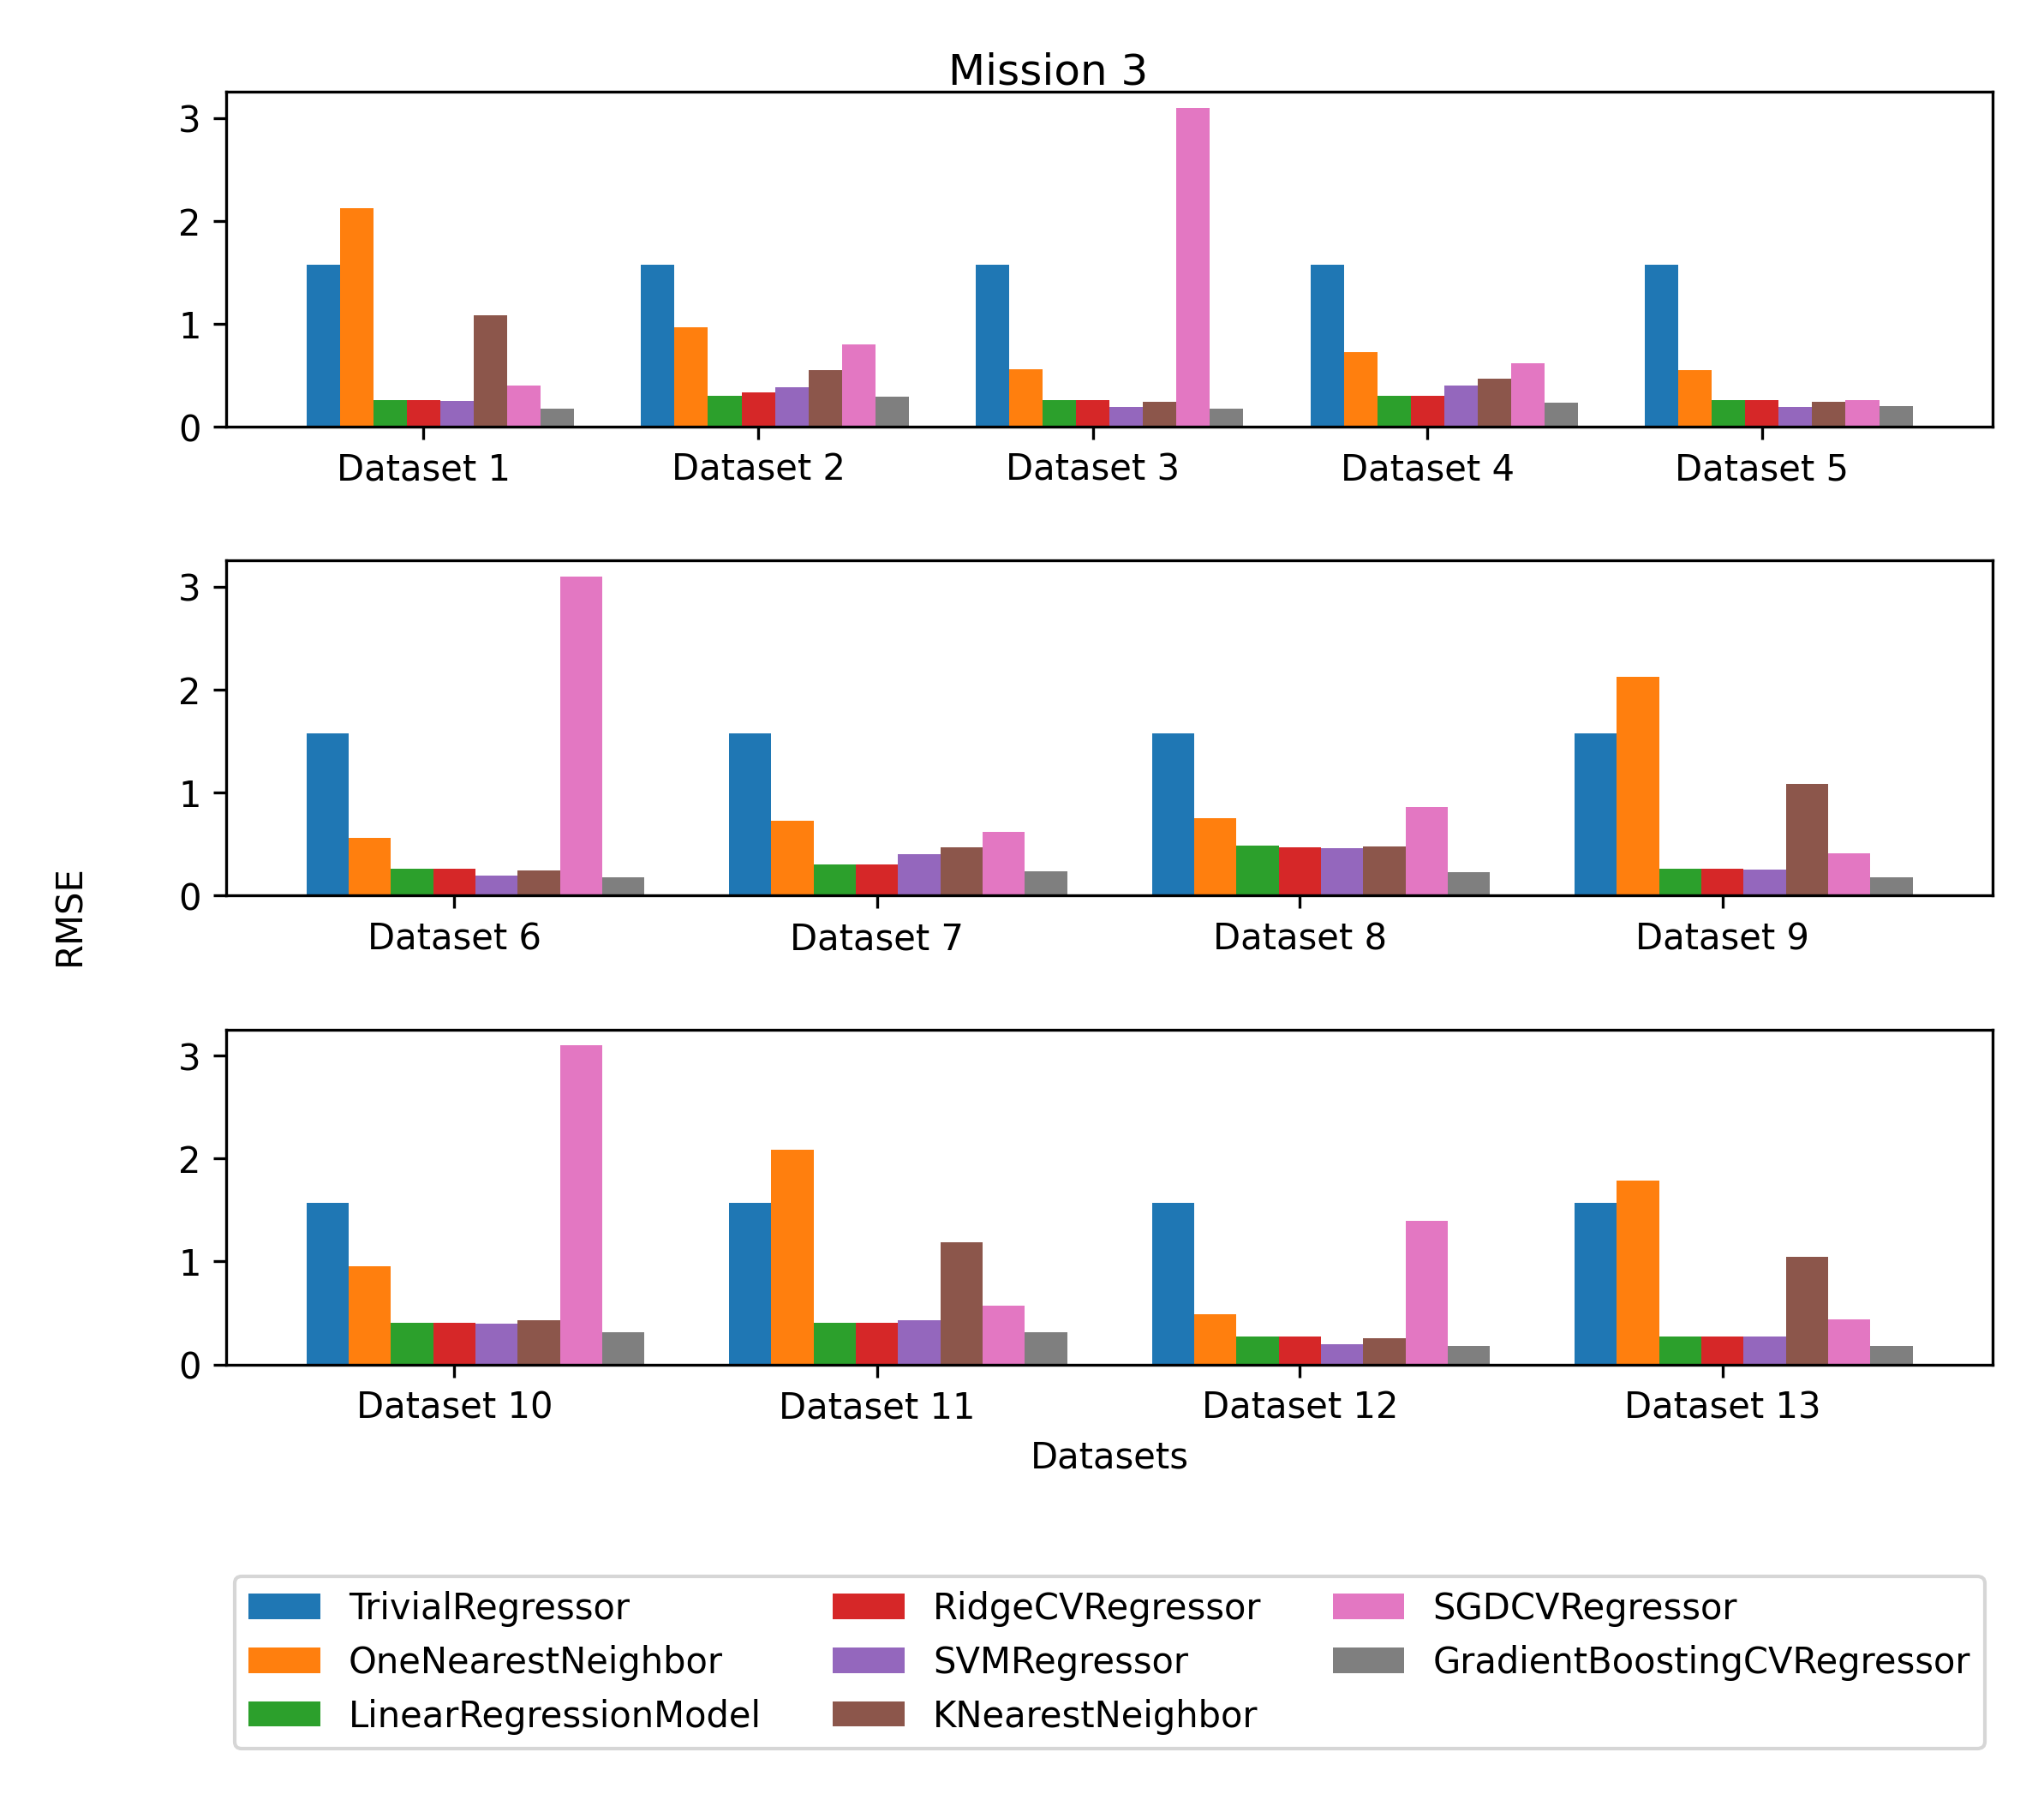 Mission 3
3
2
1
0
Dataset 1 Dataset 2 Dataset 3 Dataset 4 Dataset 5
3
2
1
0
Dataset 6 Dataset 7 Dataset 8 Dataset 9
RMSE
3
2
1
0
Dataset 10 Dataset 11 Dataset 12 Dataset 13
Datasets
TrivialRegressor RidgeCVRegressor SGDCVRegressor
OneNearestNeighbor SVMRegressor GradientBoostingCVRegressor
LinearRegressionModel KNearestNeighbor